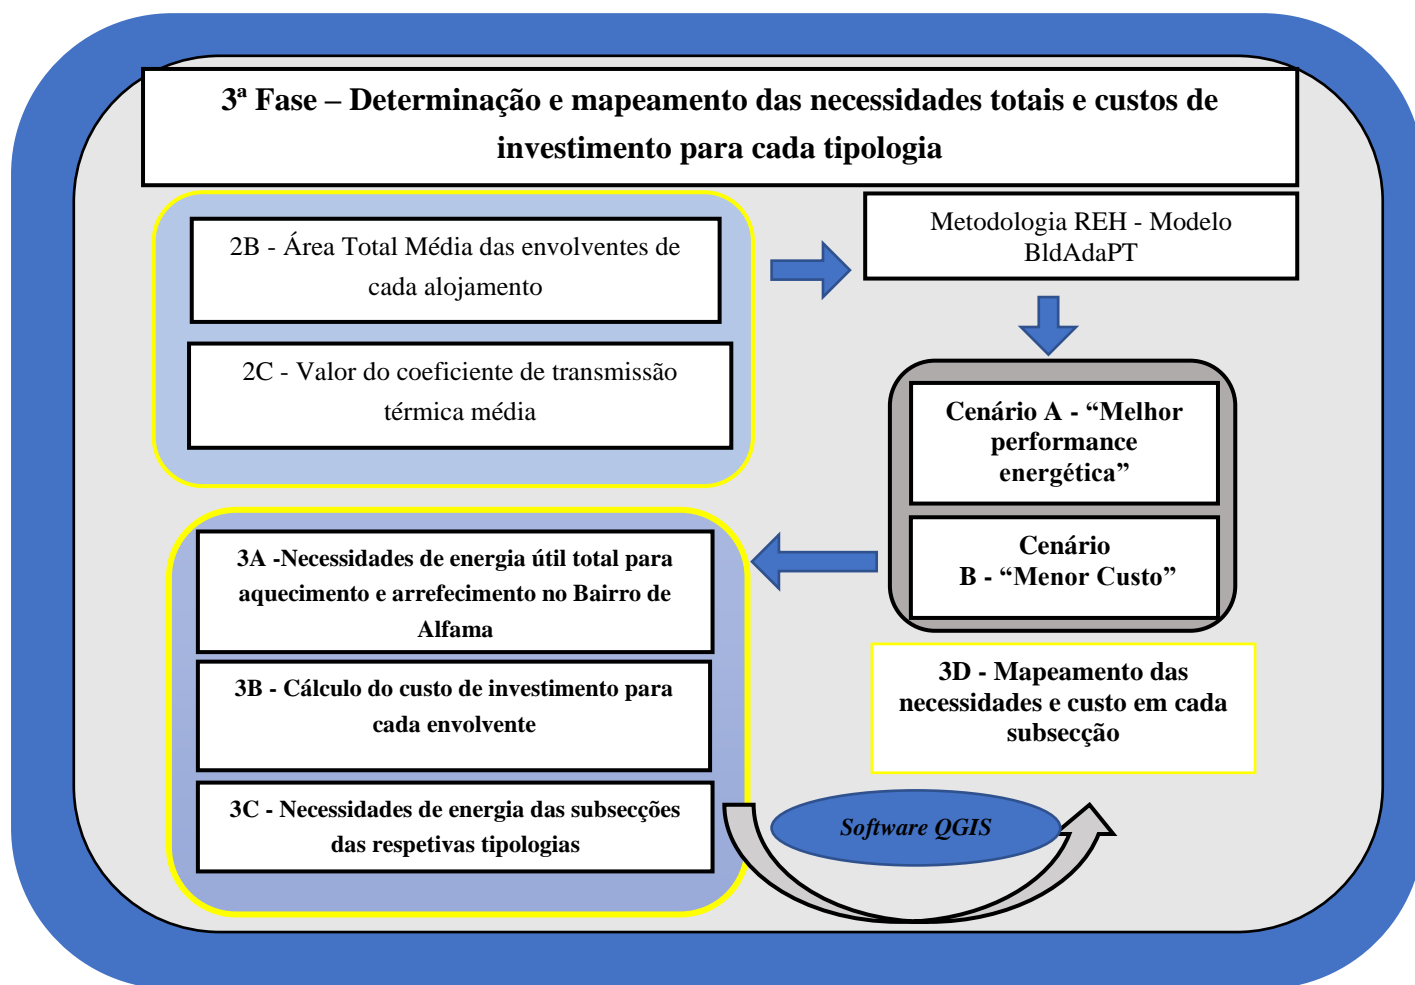 3ª Fase – Determinação e mapeamento das necessidades totais e custos de
investimento para cada tipologia
2B - Área Total Média das envolventes de
cada alojamento
2C - Valor do coeficiente de transmissão
térmica média
Metodologia REH - Modelo
BldAdaPT
Cenário A - “Melhor
performance
energética”
Cenário
B - “Menor Custo”
3A -Necessidades de energia útil total para
aquecimento e arrefecimento no Bairro de
Alfama
3B - Cálculo do custo de investimento para
cada envolvente
3C - Necessidades de energia das subsecções
das respetivas tipologias
Software QGIS
3D - Mapeamento das
necessidades e custo em cada
subsecção